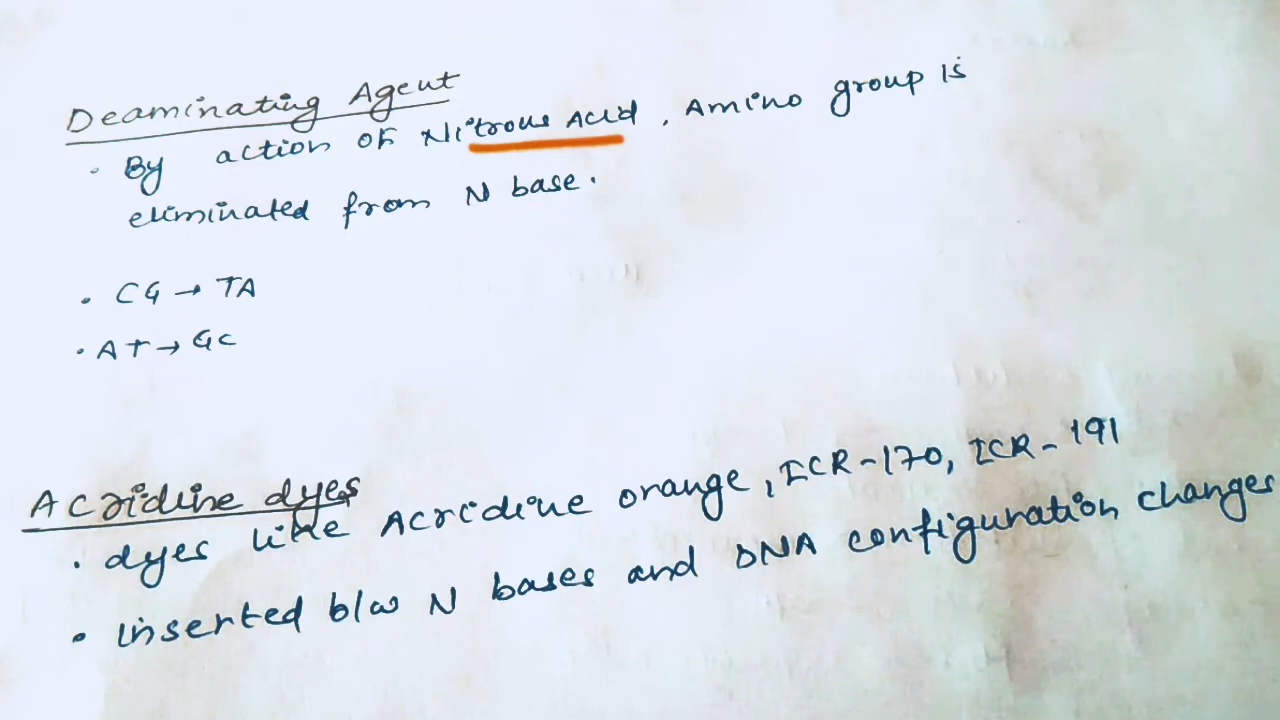 Deaminating Agent
• By action of Nitrous Acid, Amino group is
eliminated from N base.
• CG → TA
• AT → GC
Acridine dyes
• dyes like Acridine orange, ICR-170, ICR-191
• inserted b/w N bases and DNA configuration changes